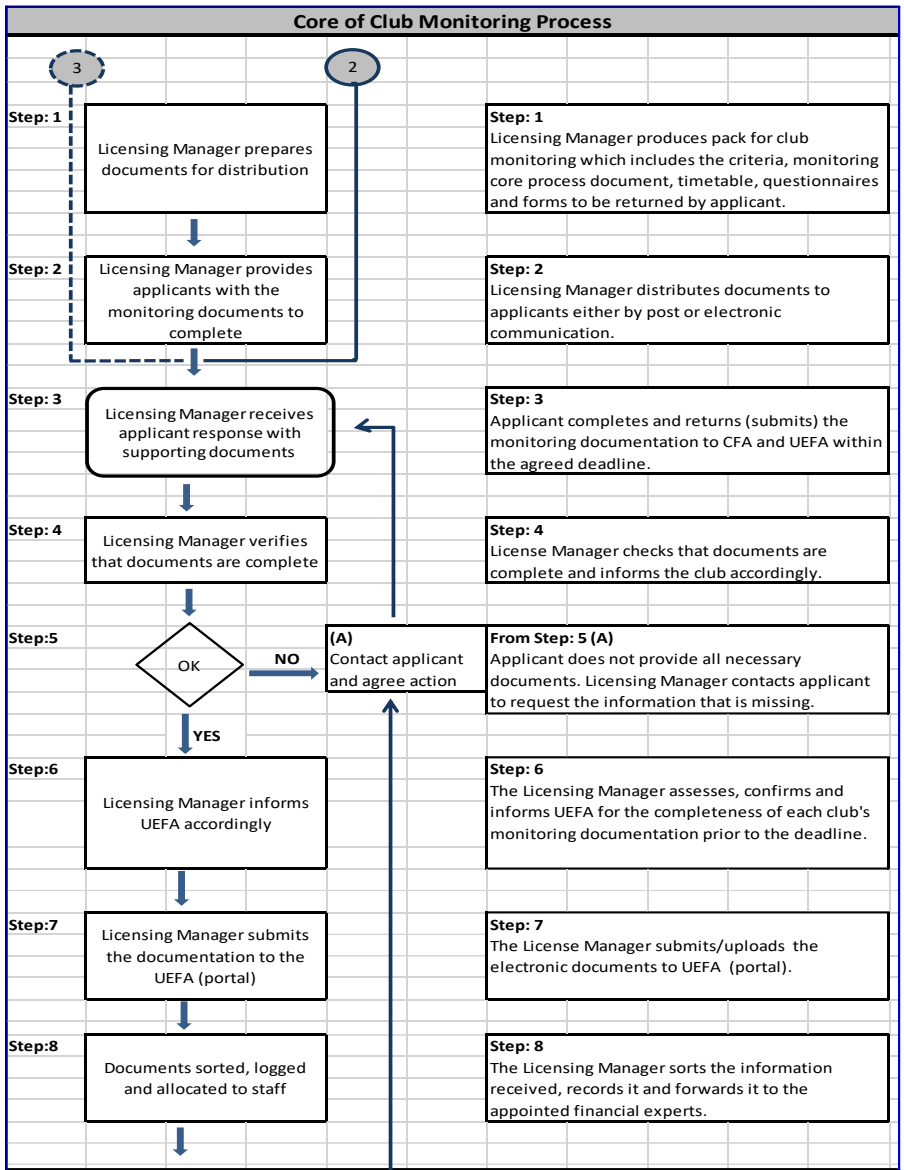 Core of Club Monitoring Process
3
2
Step: 1
Licensing Manager prepares
documents for distribution
Step: 1
Licensing Manager produces pack for club
monitoring which includes the criteria, monitoring
core process document, timetable, questionnaires
and forms to be returned by applicant.
Step: 2
Licensing Manager provides
applicants with the
monitoring documents to
complete
Step: 2
Licensing Manager distributes documents to
applicants either by post or electronic
communication.
Step: 3
Licensing Manager receives
applicant response with
supporting documents
Step: 3
Applicant completes and returns (submits) the
monitoring documentation to CFA and UEFA within
the agreed deadline.
Step: 4
Licensing Manager verifies
that documents are complete
Step: 4
License Manager checks that documents are
complete and informs the club accordingly.
Step:5
OK
NO
YES
(A)
Contact applicant
and agree action
From Step: 5 (A)
Applicant does not provide all necessary
documents. Licensing Manager contacts applicant
to request the information that is missing.
Step:6
Licensing Manager informs
UEFA accordingly
Step: 6
The Licensing Manager assesses, confirms and
informs UEFA for the completeness of each club's
monitoring documentation prior to the deadline.
Step:7
Licensing Manager submits
the documentation to the
UEFA (portal)
Step: 7
The License Manager submits/uploads the
electronic documents to UEFA (portal).
Step:8
Documents sorted, logged
and allocated to staff
Step: 8
The Licensing Manager sorts the information
received, records it and forwards it to the
appointed financial experts.